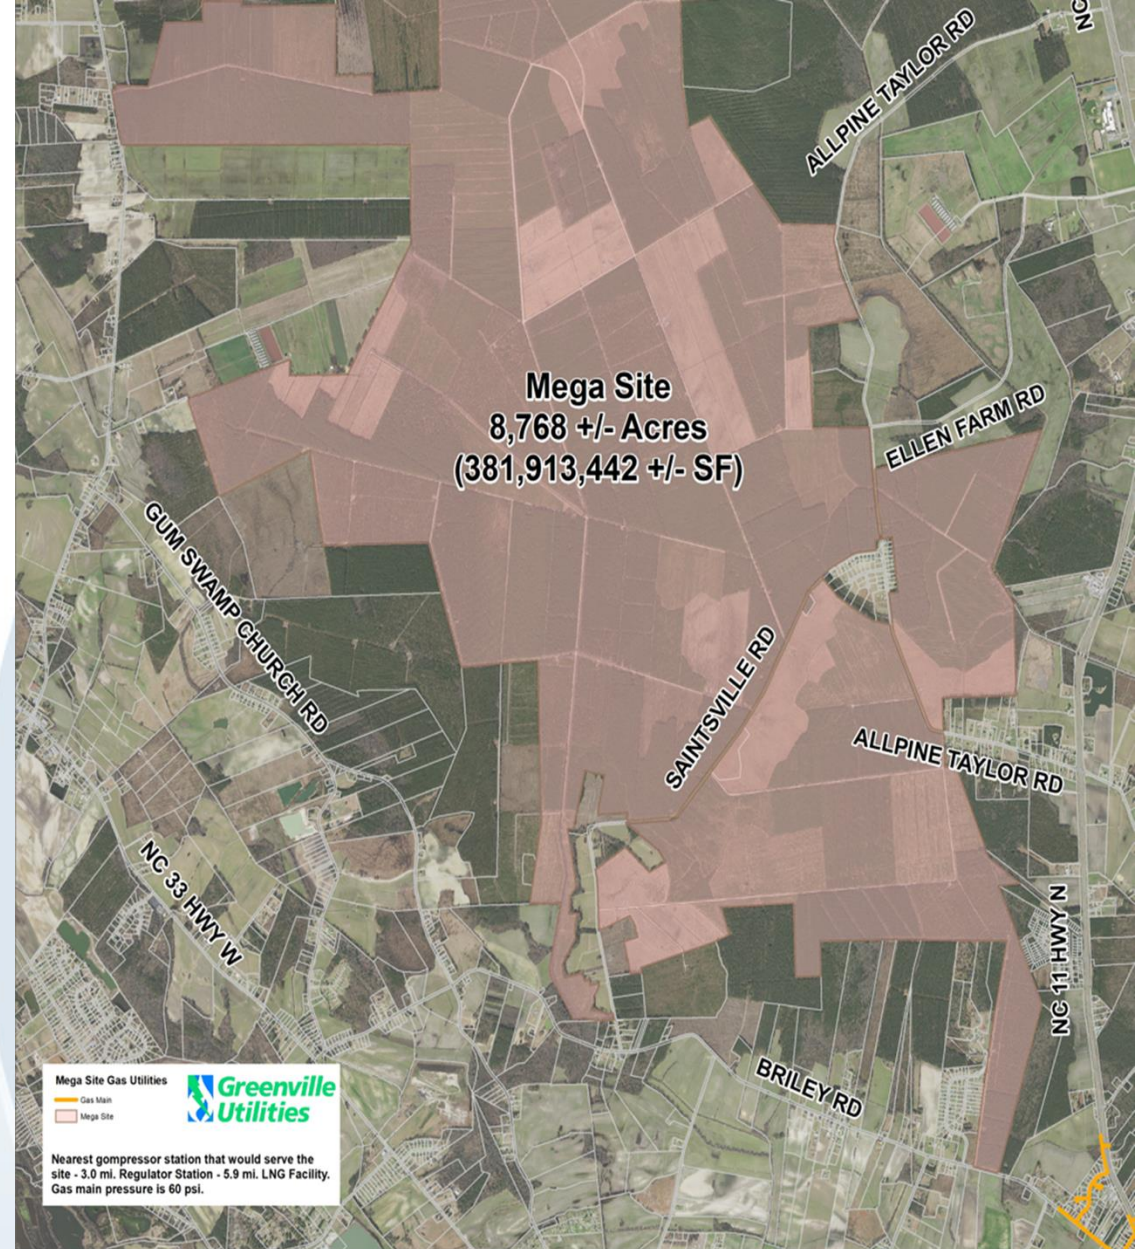 NC
ALLPINE TAYLOR RD
Mega Site
8,768 +/- Acres
(381,913,442 +/- SF)
ELLEN FARM RD
GUM SWAMP CHURCH RD
SAINTSVILLE RD
ALLPINE TAYLOR RD
NC 33 HWY W
NC 11 HWY N
BRILEY RD
Mega Site Gas Utilities
Gas Main
Mega Site
Greenville
Utilities
Nearest gompressor station that would serve the
site - 3.0 mi. Regulator Station - 5.9 mi. LNG Facility.
Gas main pressure is 60 psi.